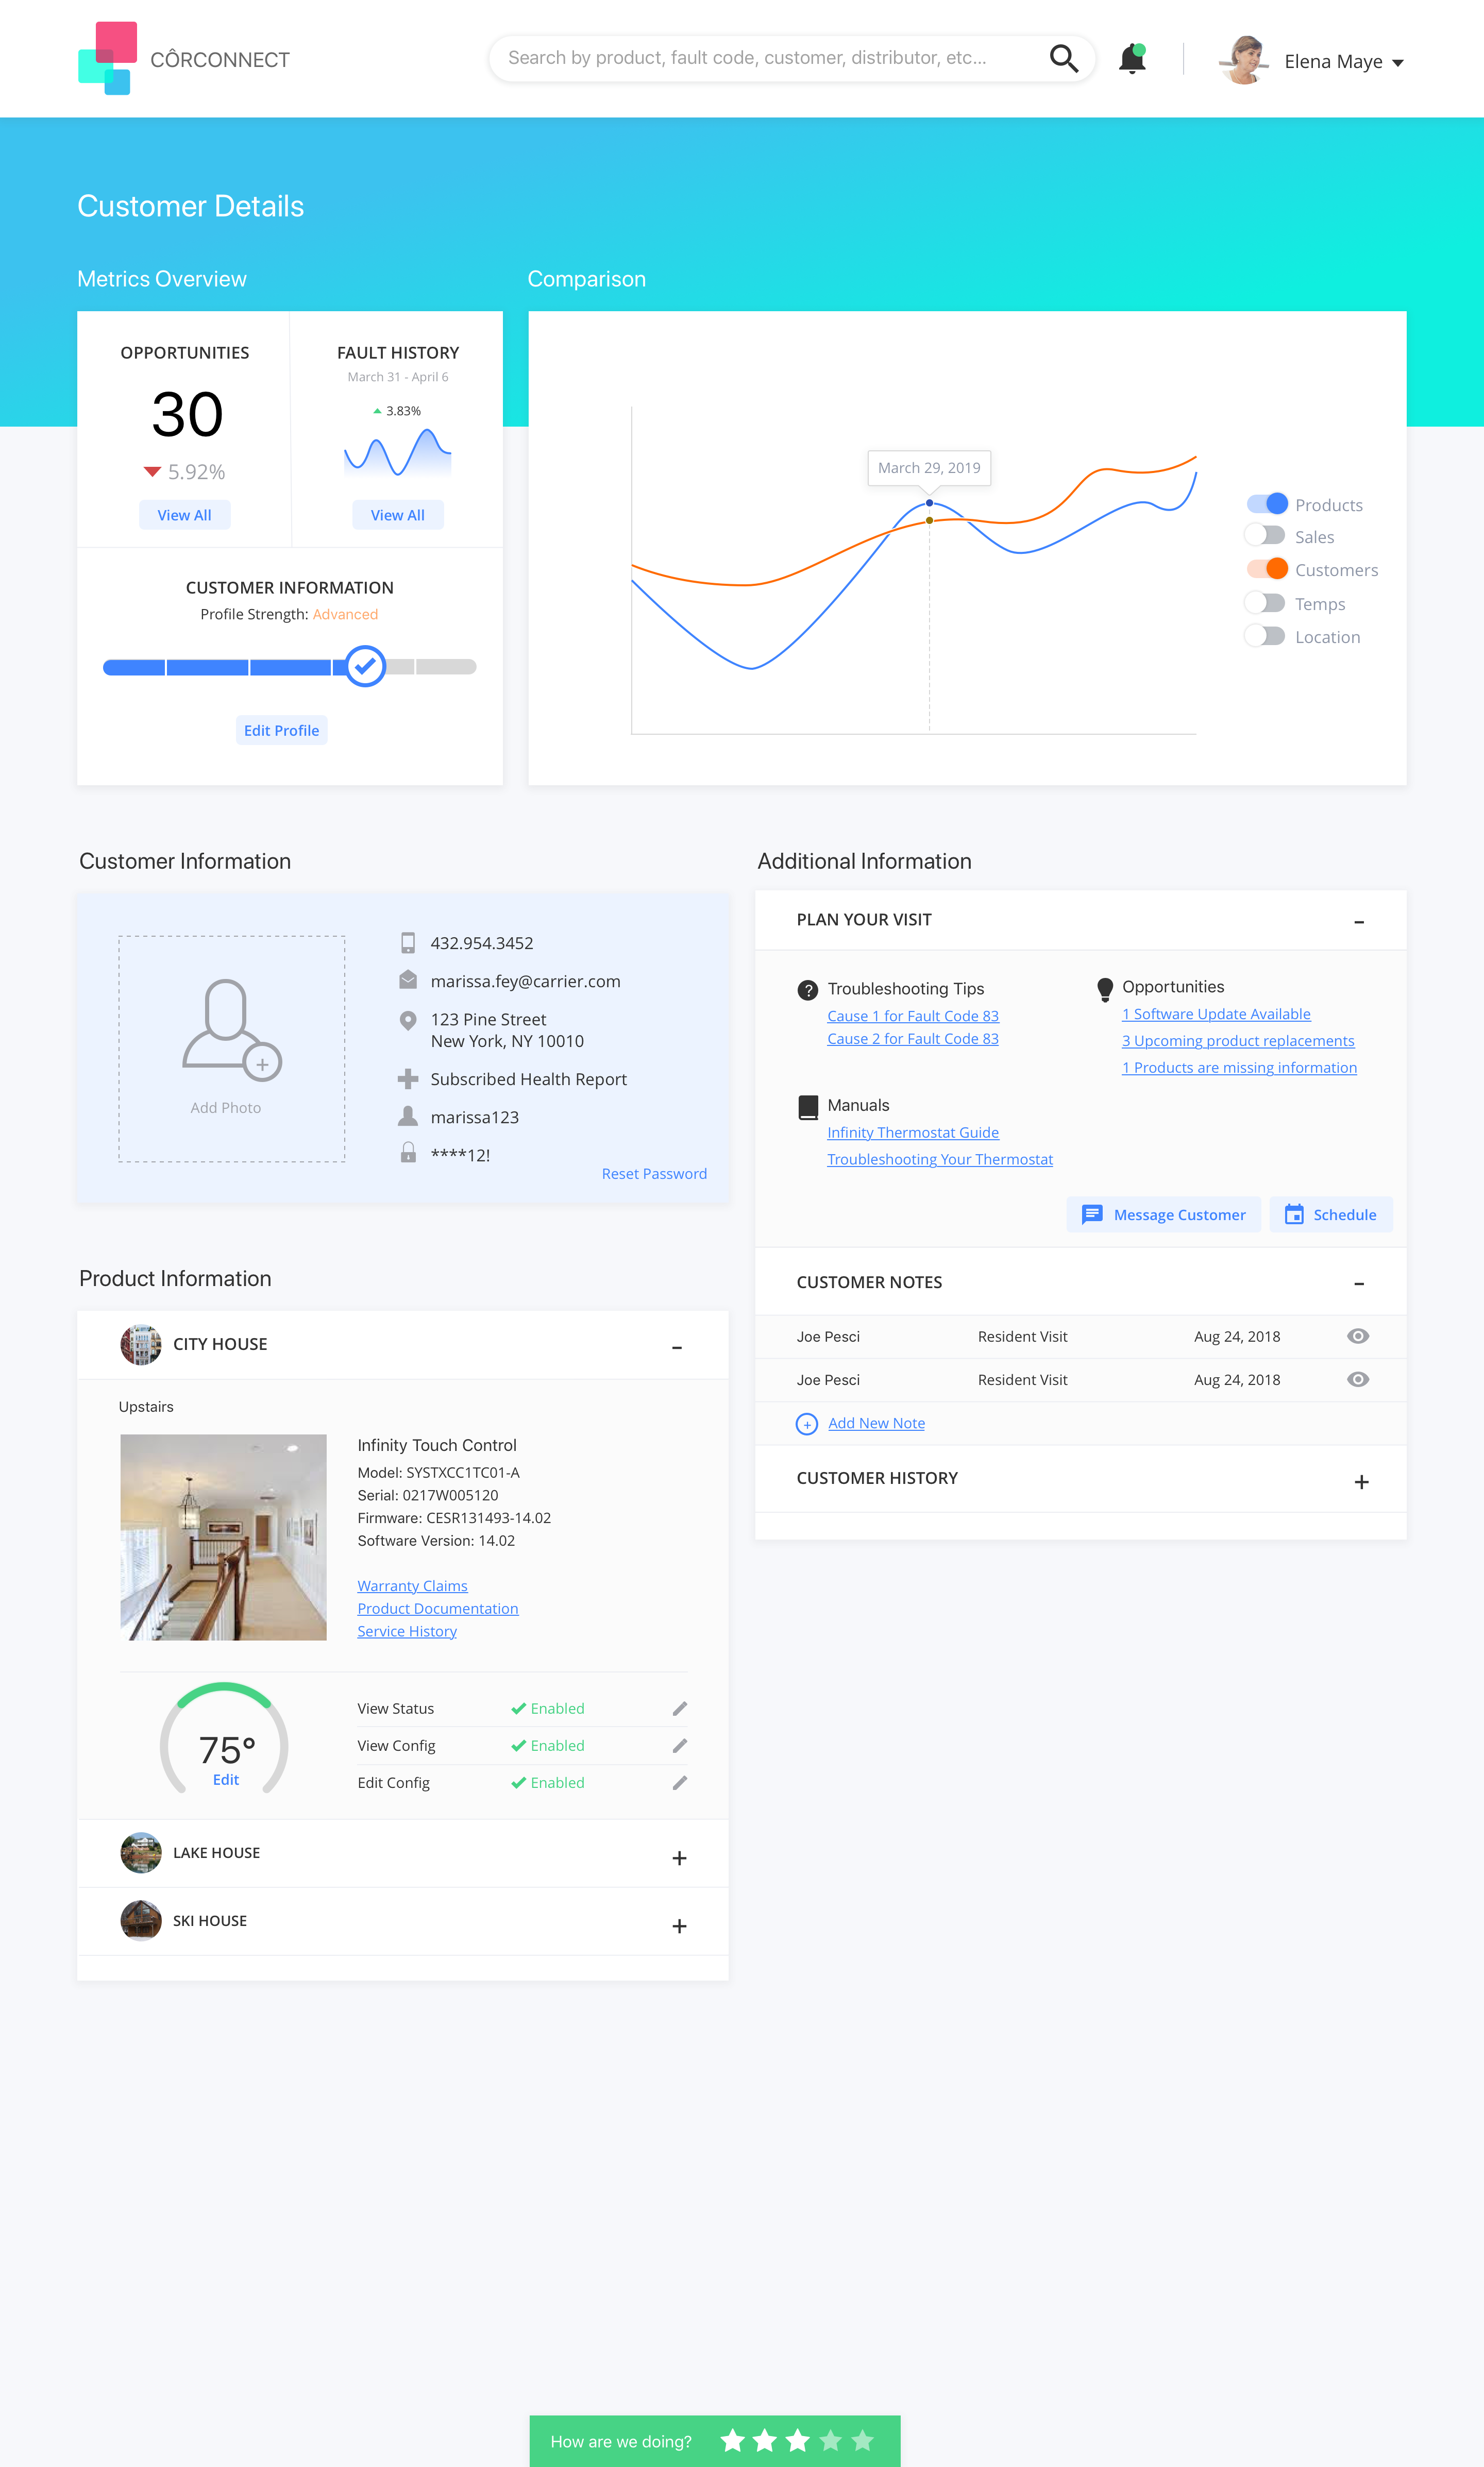 CÔRCONNECT
Search by product, fault code, customer, distributor, etc...
Elena Maye
Customer Details
Metrics Overview
Comparison
OPPORTUNITIES
30
5.92%
View All
FAULT HISTORY
March 31 - April 6
3.83%
View All
CUSTOMER INFORMATION
Profile Strength: Advanced
Edit Profile
March 29, 2019
Products
Sales
Customers
Temps
Location
Customer Information
Add Photo
432.954.3452
marissa.fey@carrier.com
123 Pine Street
New York, NY 10010
Subscribed Health Report
marissa123
****12!
Reset Password
Additional Information
PLAN YOUR VISIT
Troubleshooting Tips
Cause 1 for Fault Code 83
Cause 2 for Fault Code 83
Opportunities
1 Software Update Available
3 Upcoming product replacements
1 Products are missing information
Manuals
Infinity Thermostat Guide
Troubleshooting Your Thermostat
Message Customer
Schedule
CUSTOMER NOTES
Joe Pesci Resident Visit Aug 24, 2018
Joe Pesci Resident Visit Aug 24, 2018
Add New Note
CUSTOMER HISTORY
Product Information
CITY HOUSE
Upstairs
Infinity Touch Control
Model: SYSTXCC1TC01-A
Serial: 0217W005120
Firmware: CESR131493-14.02
Software Version: 14.02
Warranty Claims
Product Documentation
Service History
75°
Edit
View Status Enabled
View Config Enabled
Edit Config Enabled
LAKE HOUSE
SKI HOUSE
How are we doing?